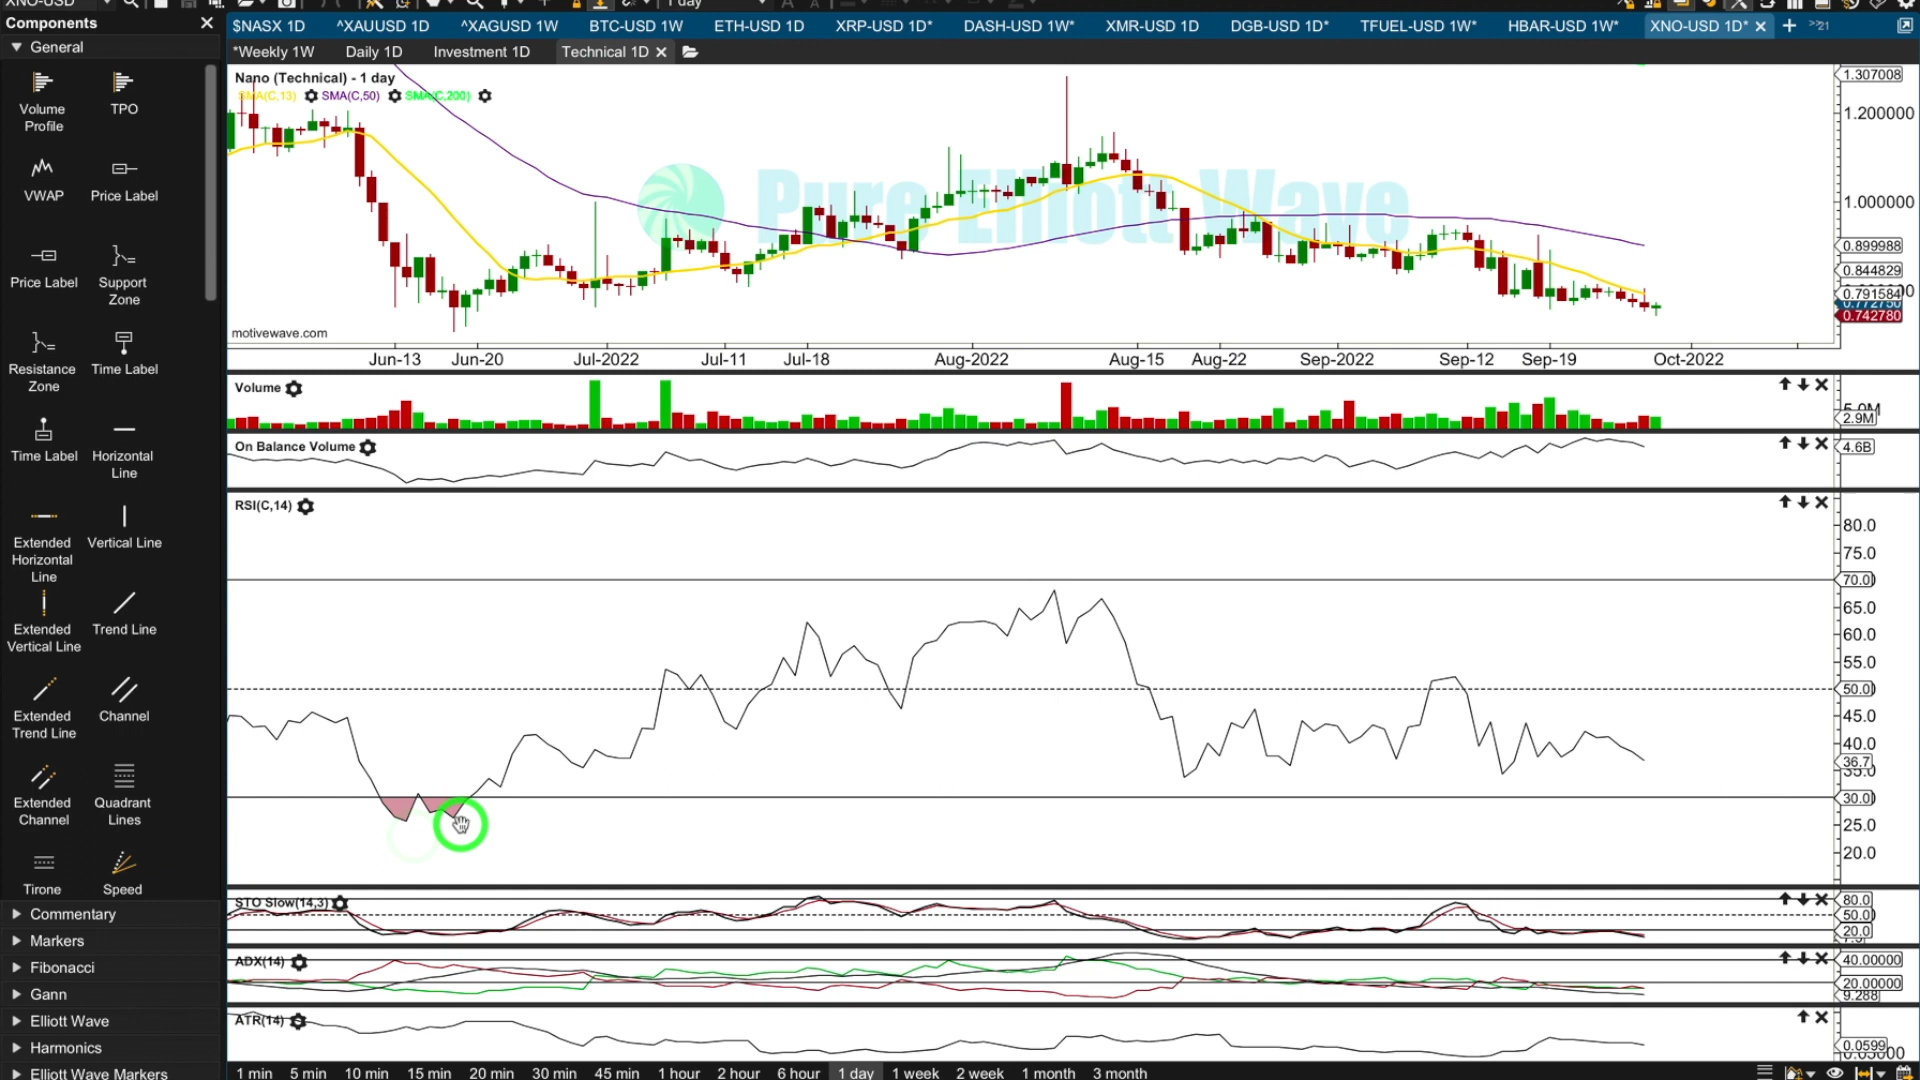 XNO-USD
1 day
Components
General
Volume Profile
TPO
VWAP
Price Label
Price Label
Support Zone
Resistance Zone
Time Label
Time Label
Horizontal Line
Extended Horizontal Line
Vertical Line
Extended Vertical Line
Trend Line
Extended Trend Line
Channel
Extended Channel
Quadrant Lines
Tirone
Speed
Commentary
Markers
Fibonacci
Gann
Elliott Wave
Harmonics
Elliott Wave Markers
$NASX 1D
^XAUUSD 1D
^XAGUSD 1W
BTC-USD 1W
ETH-USD 1D
XRP-USD 1D*
DASH-USD 1W*
XMR-USD 1D
DGB-USD 1D*
TFUEL-USD 1W*
HBAR-USD 1W*
XNO-USD 1D*
21
*Weekly 1W
Daily 1D
Investment 1D
Technical 1D
Nano (Technical) - 1 day
SMA(C,13)
SMA(C,50)
SMA(C,200)
Pure Elliott Wave
motivewave.com
1.307008
1.200000
1.000000
0.899988
0.844829
0.791584
0.772750
0.742780
Jun-13
Jun-20
Jul-2022
Jul-11
Jul-18
Aug-2022
Aug-15
Aug-22
Sep-2022
Sep-12
Sep-19
Oct-2022
Volume
2.9M
On Balance Volume
4.6B
RSI(C,14)
80.0
75.0
70.0
65.0
60.0
55.0
50.0
45.0
40.0
36.7
35.0
30.0
25.0
20.0
STO Slow(14,3)
80.0
50.0
20.0
ADX(14)
40.00000
20.00000
9.288
ATR(14)
0.0599
1 min
5 min
10 min
15 min
20 min
30 min
45 min
1 hour
2 hour
6 hour
1 day
1 week
2 week
1 month
3 month